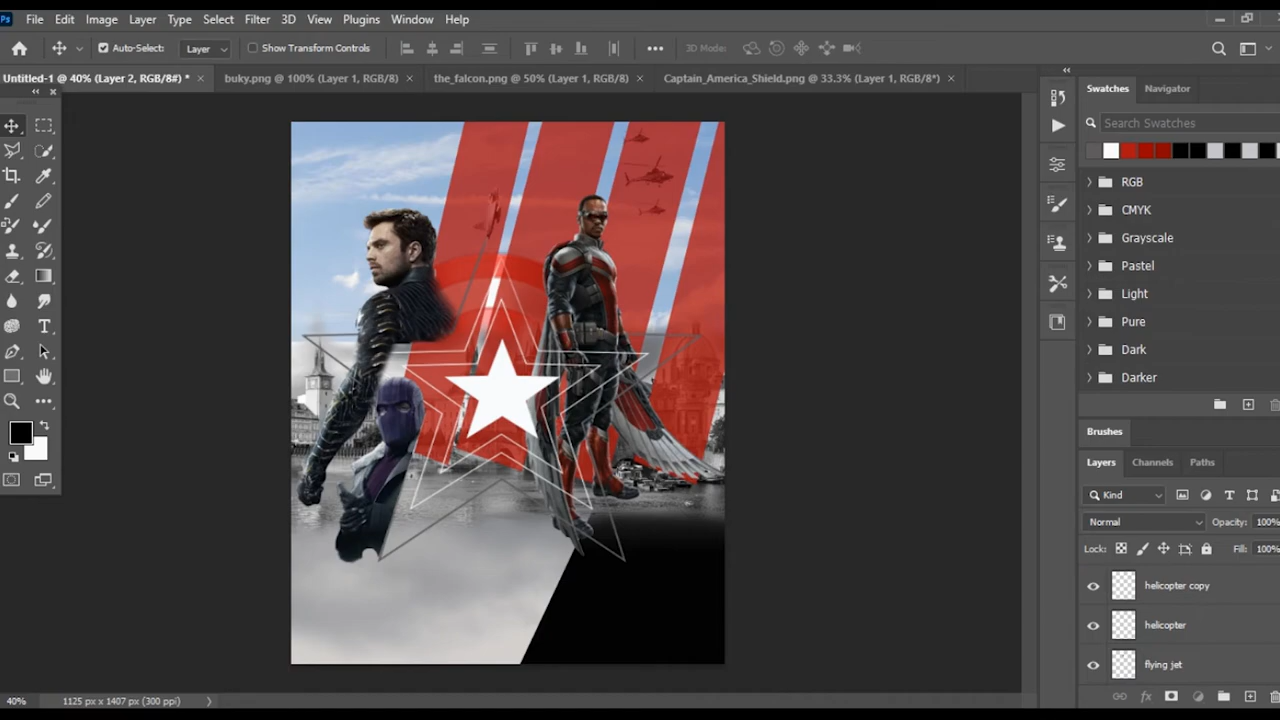 Ps File Edit Image Layer Type Select Filter 3D View Plugins Window Help
Auto-Select: Layer Show Transform Controls 3D Mode:
Untitled-1 @ 40% (Layer 2, RGB/8#) * buky.png @ 100% (Layer 1, RGB/8) the_falcon.png @ 50% (Layer 1, RGB/8) Captain_America_Shield.png @ 33.3% (Layer 1, RGB/8*)
Swatches Navigator
Search Swatches
RGB
CMYK
Grayscale
Pastel
Light
Pure
Dark
Darker
Brushes
Layers Channels Paths
Kind
Normal Opacity: 100%
Lock: Fill: 100%
helicopter copy
helicopter
flying jet
40% 1125 px x 1407 px (300 ppi)